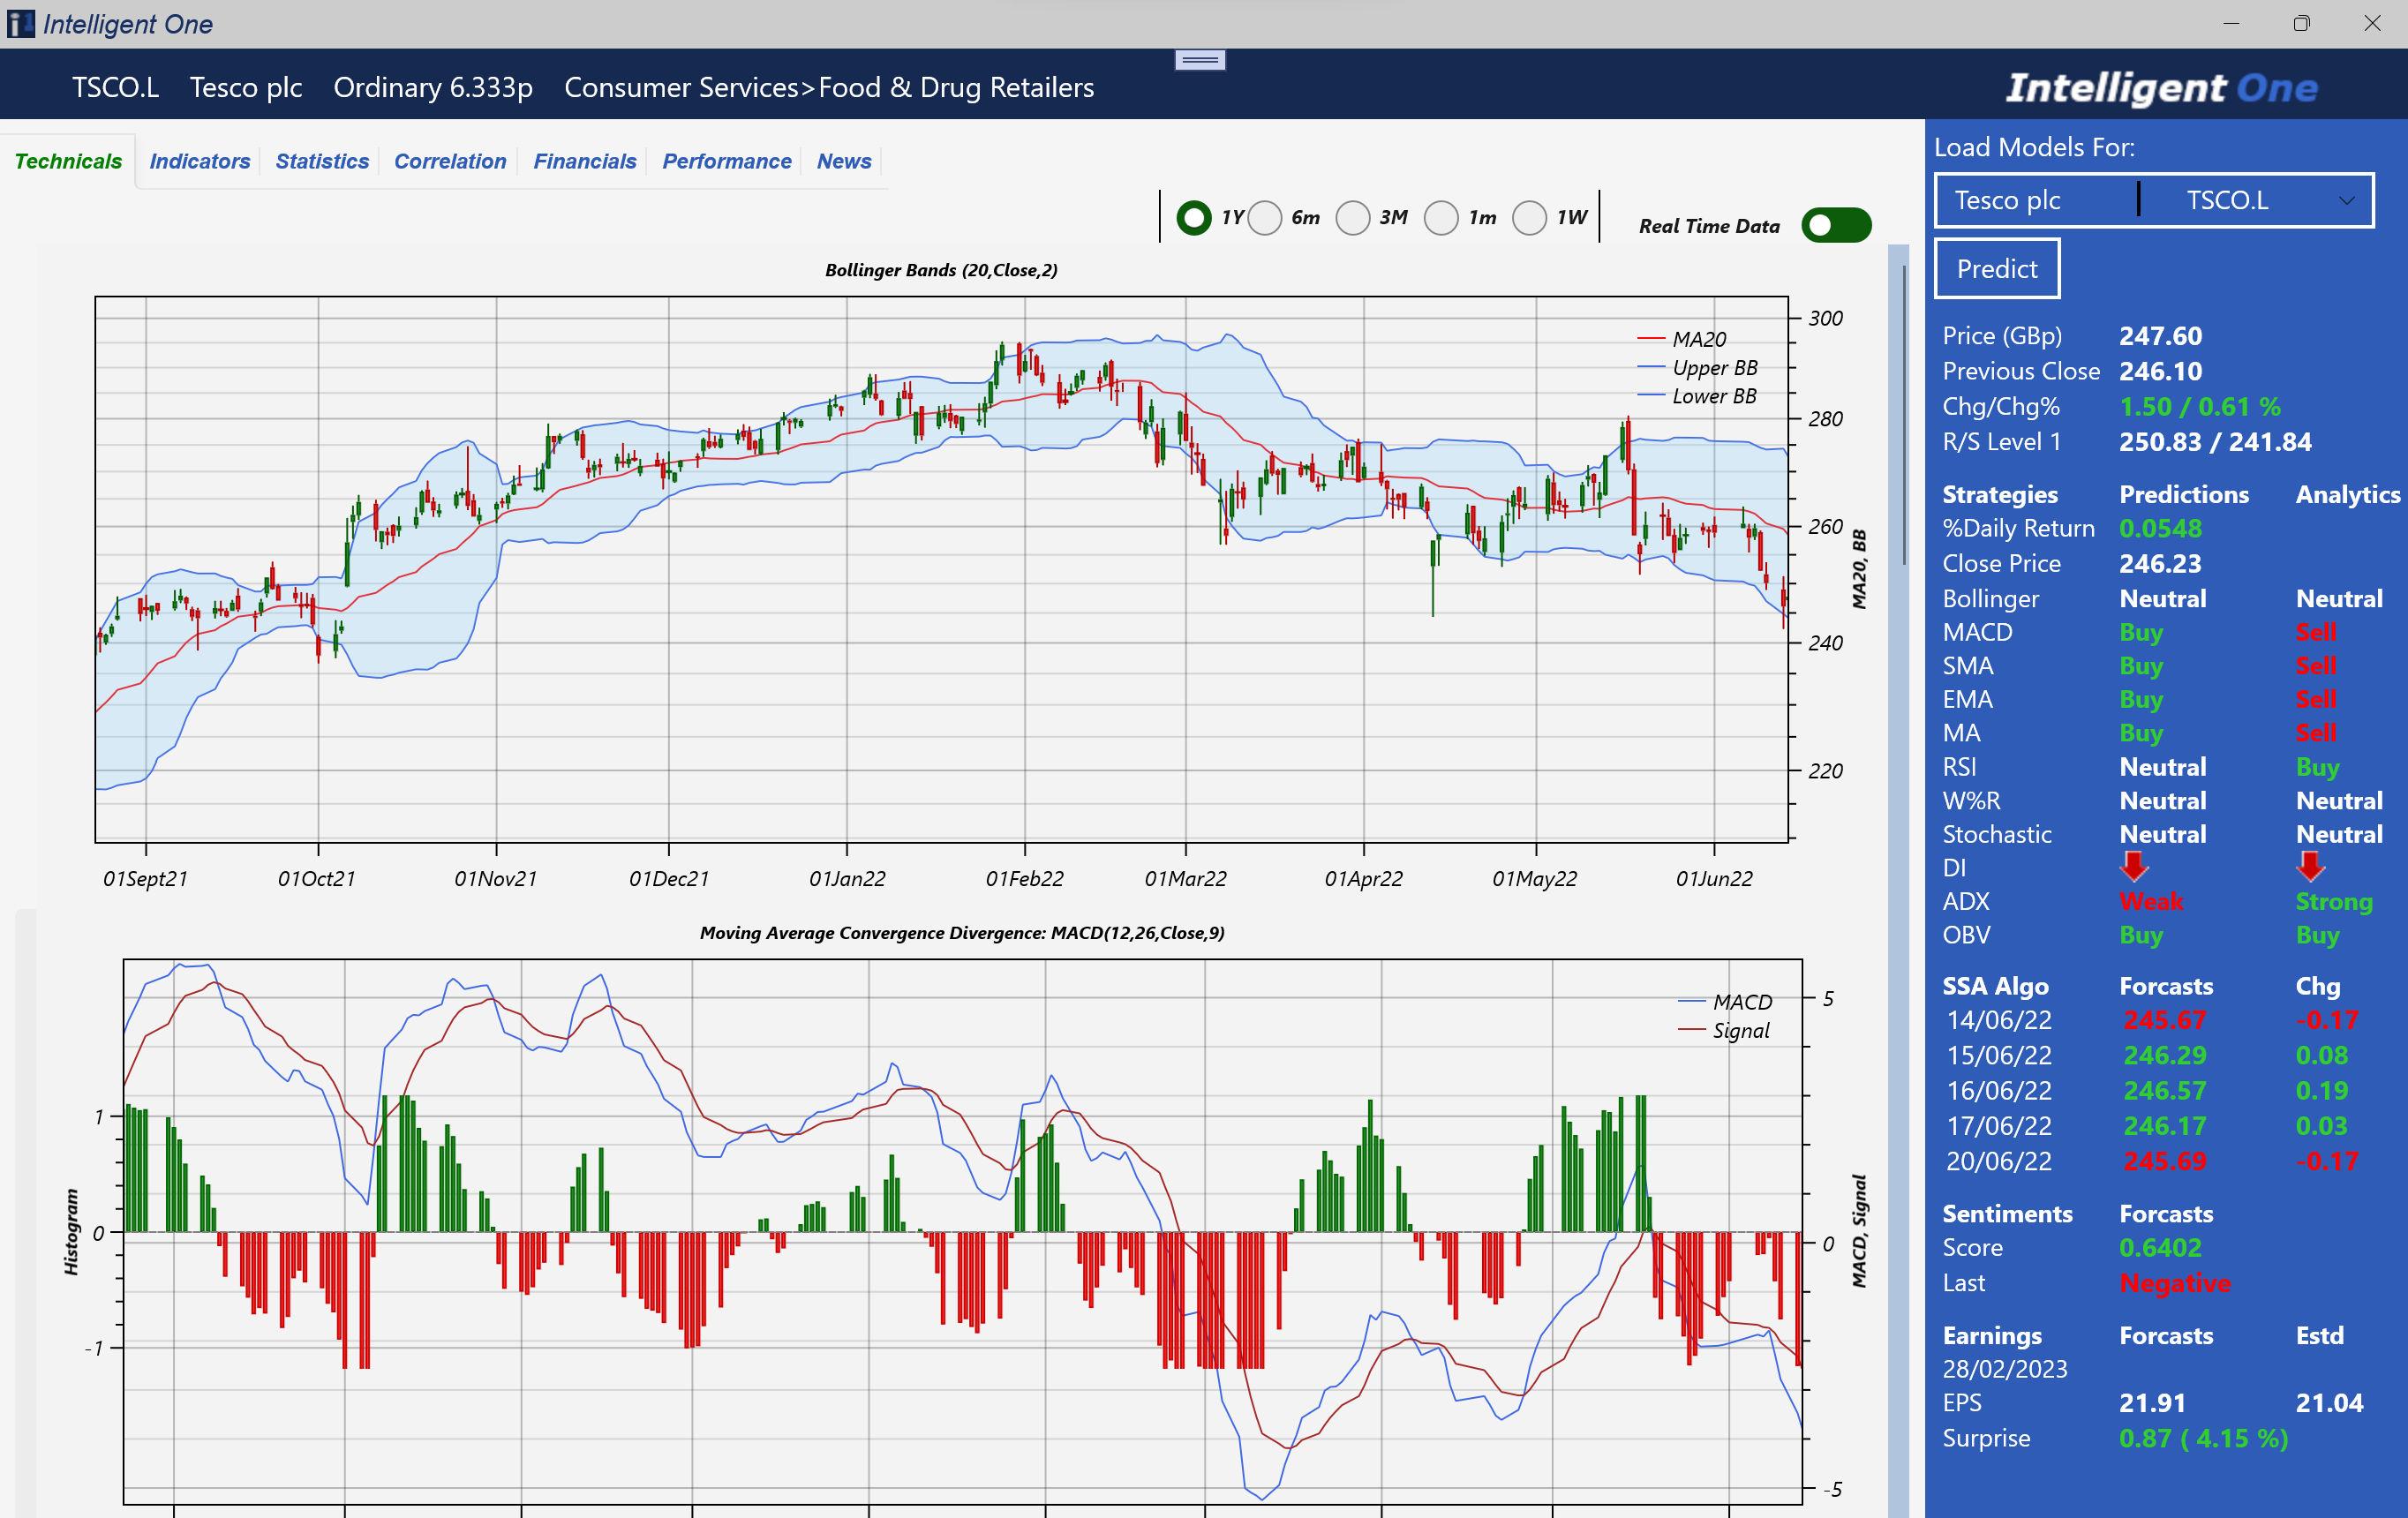 Intelligent One
TSCO.L Tesco plc Ordinary 6.333p Consumer Services>Food & Drug Retailers
Intelligent One
Technicals Indicators Statistics Correlation Financials Performance News
1Y 6m 3M 1m 1W
Real Time Data
Bollinger Bands (20,Close,2)
MA20
Upper BB
Lower BB
300
280
260
240
220
MA20, BB
01Sept21 01Oct21 01Nov21 01Dec21 01Jan22 01Feb22 01Mar22 01Apr22 01May22 01Jun22
Moving Average Convergence Divergence: MACD(12,26,Close,9)
MACD
Signal
1
0
-1
Histogram
5
0
-5
MACD, Signal
Load Models For:
Tesco plc TSCO.L
Predict
Price (GBp) 247.60
Previous Close 246.10
Chg/Chg% 1.50 / 0.61 %
R/S Level 1 250.83 / 241.84
Strategies Predictions Analytics
%Daily Return 0.0548
Close Price 246.23
Bollinger Neutral Neutral
MACD Buy Sell
SMA Buy Sell
EMA Buy Sell
MA Buy Sell
RSI Neutral Buy
W%R Neutral Neutral
Stochastic Neutral Neutral
DI
ADX Weak Strong
OBV Buy Buy
SSA Algo Forcasts Chg
14/06/22 245.67 -0.17
15/06/22 246.29 0.08
16/06/22 246.57 0.19
17/06/22 246.17 0.03
20/06/22 245.69 -0.17
Sentiments Forcasts
Score 0.6402
Last Negative
Earnings Forcasts Estd
28/02/2023
EPS 21.91 21.04
Surprise 0.87 ( 4.15 %)